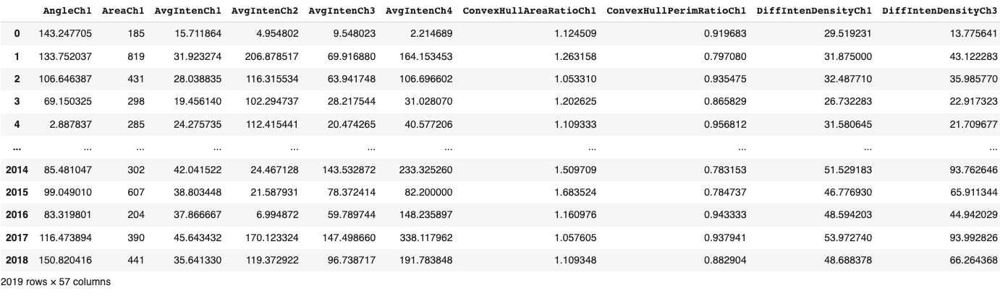 AngleCh1 AreaCh1 AvgIntenCh1 AvgIntenCh2 AvgIntenCh3 AvgIntenCh4 ConvexHullAreaRatioCh1 ConvexHullPerimRatioCh1 DiffIntenDensityCh1 DiffIntenDensityCh3
0 143.247705 185 15.711864 4.954802 9.548023 2.214689 1.124509 0.919683 29.519231 13.775641
1 133.752037 819 31.923274 206.878517 69.916880 164.153453 1.263158 0.797080 31.875000 43.122283
2 106.646387 431 28.038835 116.315534 63.941748 106.696602 1.053310 0.935475 32.487710 35.985770
3 69.150325 298 19.456140 102.294737 28.217544 31.028070 1.202625 0.865829 26.732283 22.917323
4 2.887837 285 24.275735 112.415441 20.474265 40.577206 1.109333 0.956812 31.580645 21.709677
... ... ... ... ... ... ... ... ... ... ...
2014 85.481047 302 42.041522 24.467128 143.532872 233.325260 1.509709 0.783153 51.529183 93.762646
2015 99.049010 607 38.803448 21.587931 78.372414 82.200000 1.683524 0.784737 46.776930 65.911344
2016 83.319801 204 37.866667 6.994872 59.789744 148.235897 1.160976 0.943333 48.594203 44.942029
2017 116.473894 390 45.643432 170.123324 147.498660 338.117962 1.057605 0.937941 53.972740 93.992826
2018 150.820416 441 35.641330 119.372922 96.738717 191.783848 1.109348 0.882904 48.688378 66.264368
2019 rows × 57 columns